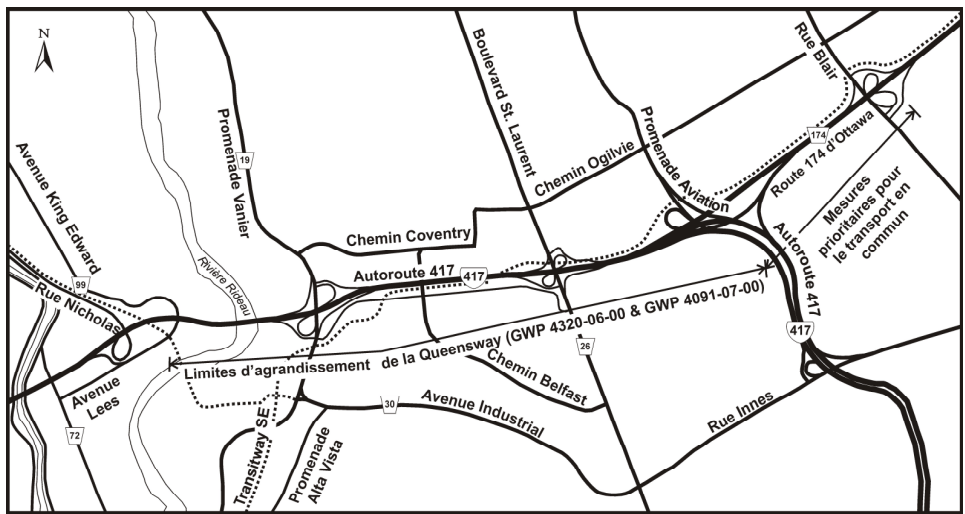 N
Avenue King Edward
99
Rue Nicholas
Avenue
Lees
72
Promenade Vanier
19
Rivière Rideau
Chemin Coventry
Autoroute 417
417
Boulevard St. Laurent
Chemin Ogilvie
Promenade Aviation
Rue Blair
174
Route 174 d'Ottawa
Mesures
prioritaires pour
le transport en
commun
Autoroute 417
417
Limites d'agrandissement de la Queensway (GWP 4320-06-00 & GWP 4091-07-00)
26
Chemin Belfast
30
Avenue Industrial
Rue Innes
Transitway SE
Promenade
Alta Vista